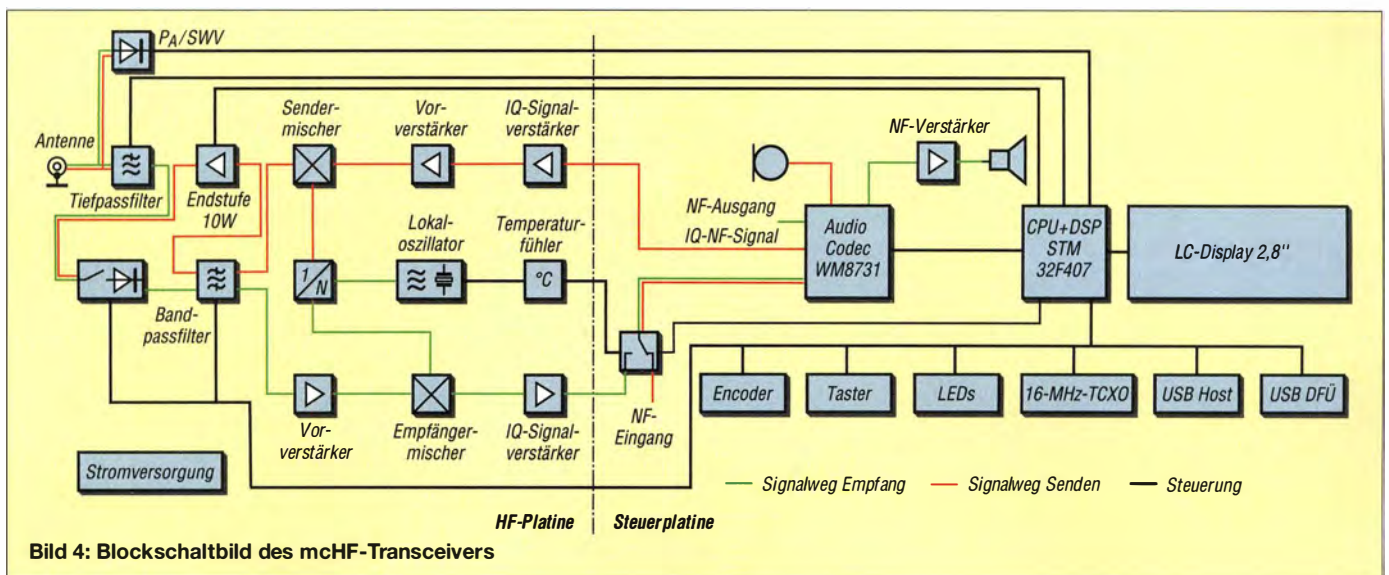 PA/SWV
Antenne
Tiefpassfilter
Endstufe
10W
Sender-
mischer
Vor-
verstärker
IQ-Signal-
verstärker
NF-Verstärker
Lokal-
oszillator
Temperatur-
fühler
1/N
°C
NF-Ausgang
IQ-NF-Signal
Audio
Codec
WM8731
CPU+DSP
STM
32F407
LC-Display 2,8"
Band-
passfilter
Vor-
verstärker
Empfänger-
mischer
IQ-Signal-
verstärker
NF-
Eingang
Encoder
Taster
LEDs
16-MHz-TCXO
USB Host
USB DFÜ
Stromversorgung
Signalweg Empfang
Signalweg Senden
Steuerung
HF-Platine
Steuerplatine
Bild 4: Blockschaltbild des mcHF-Transceivers